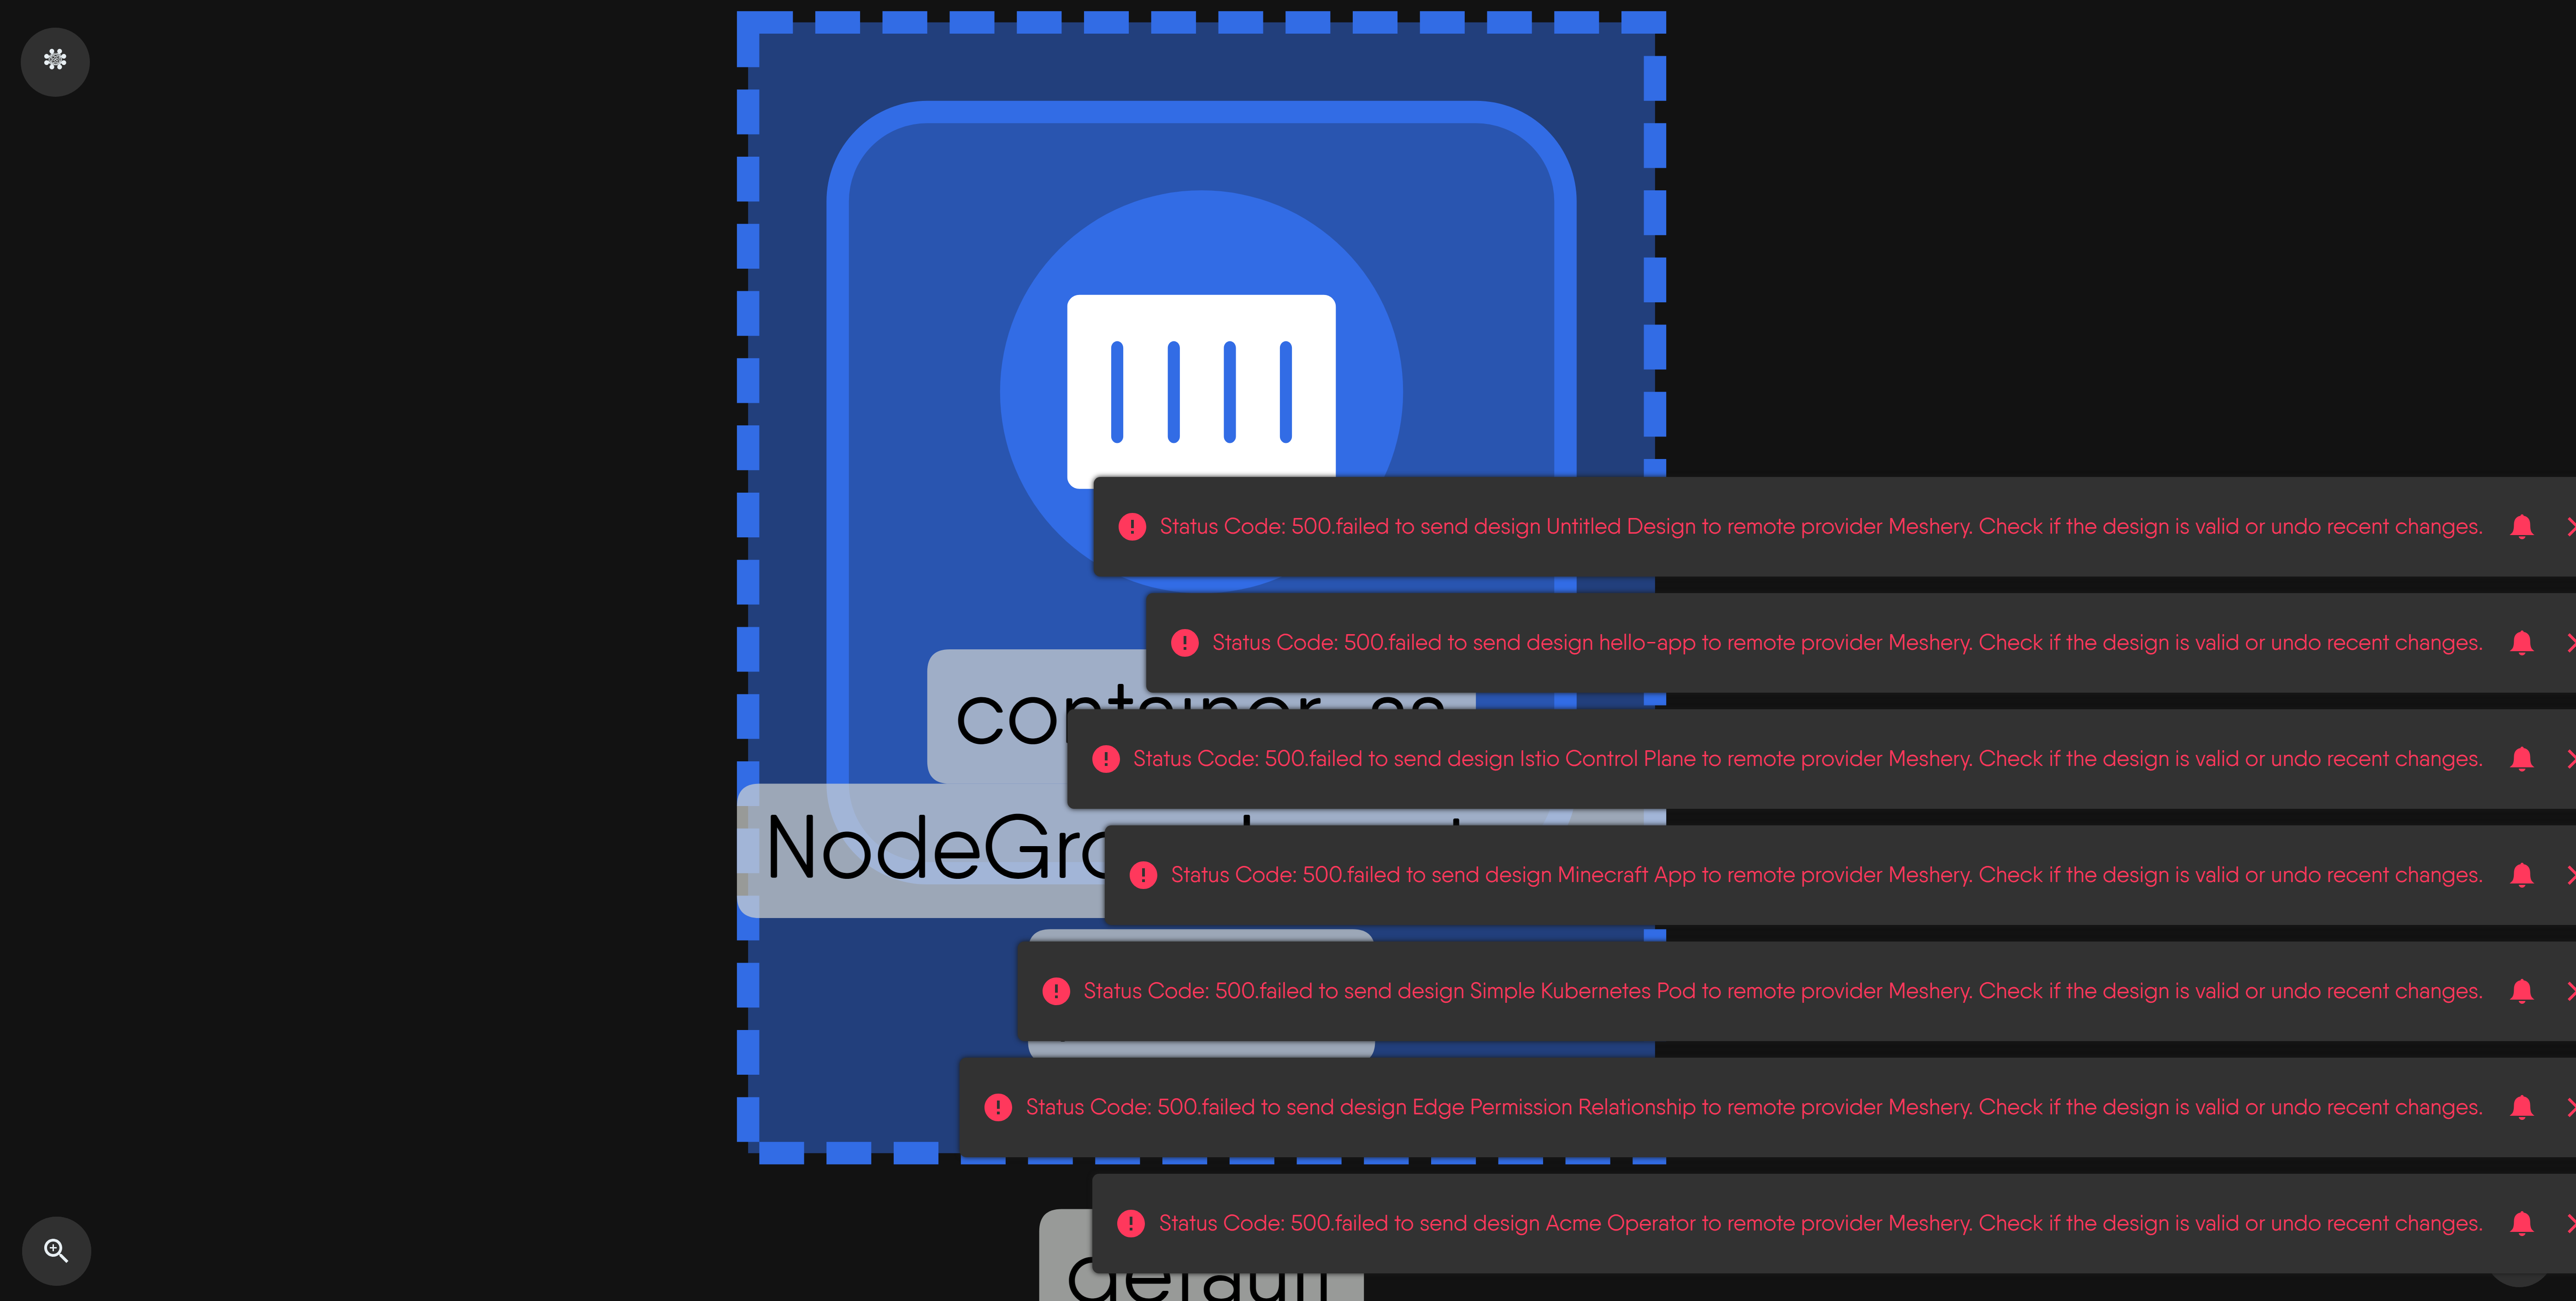 Status Code: 500.failed to send design Untitled Design to remote provider Meshery. Check if the design is valid or undo recent changes.
Status Code: 500.failed to send design hello-app to remote provider Meshery. Check if the design is valid or undo recent changes.
Status Code: 500.failed to send design Istio Control Plane to remote provider Meshery. Check if the design is valid or undo recent changes.
Status Code: 500.failed to send design Minecraft App to remote provider Meshery. Check if the design is valid or undo recent changes.
Status Code: 500.failed to send design Simple Kubernetes Pod to remote provider Meshery. Check if the design is valid or undo recent changes.
Status Code: 500.failed to send design Edge Permission Relationship to remote provider Meshery. Check if the design is valid or undo recent changes.
Status Code: 500.failed to send design Acme Operator to remote provider Meshery. Check if the design is valid or undo recent changes.
default